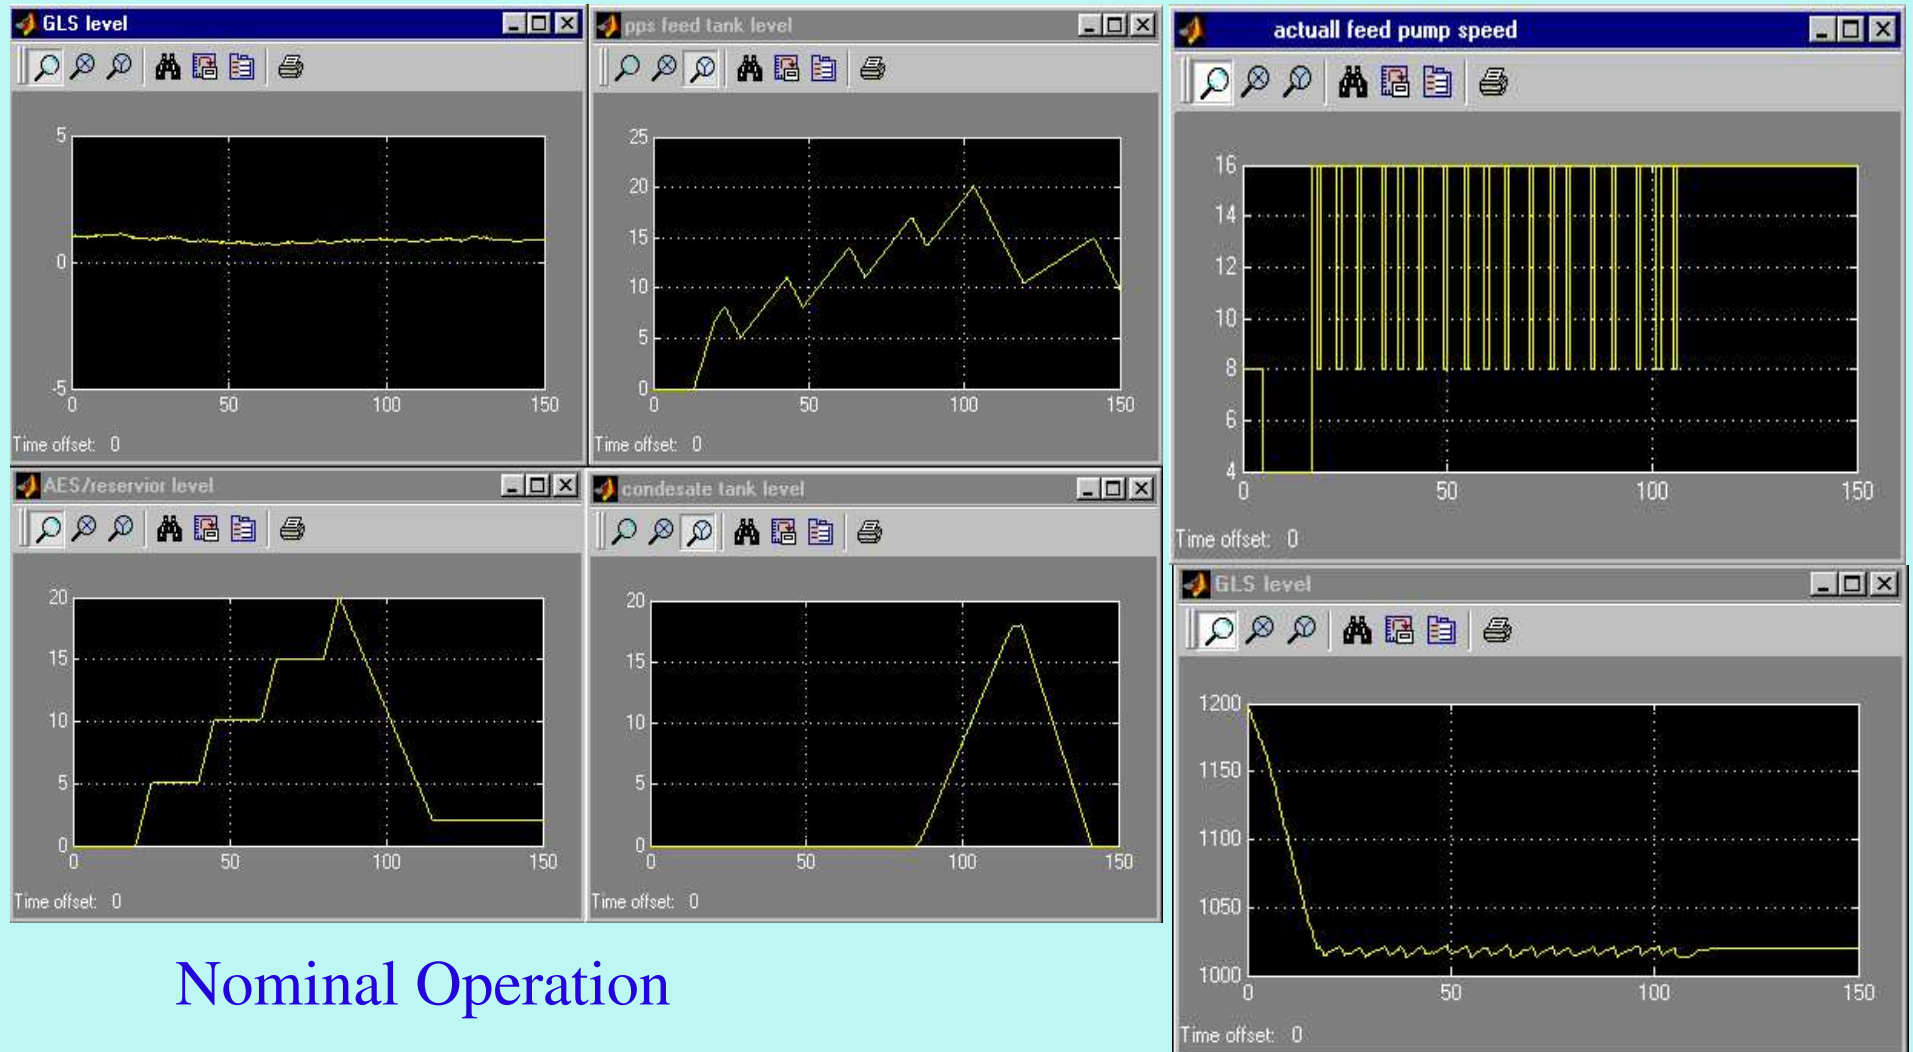 GLS level
5
0
-5
0 50 100 150
Time offset: 0
pps feed tank level
25
20
15
10
5
0
0 50 100 150
Time offset: 0
actuall feed pump speed
16
14
12
10
8
6
4
0 50 100 150
Time offset: 0
AES/reservior level
20
15
10
5
0
0 50 100 150
Time offset: 0
condesate tank level
20
15
10
5
0
0 50 100 150
Time offset: 0
GLS level
1200
1150
1100
1050
1000
0 50 100 150
Time offset: 0
Nominal Operation